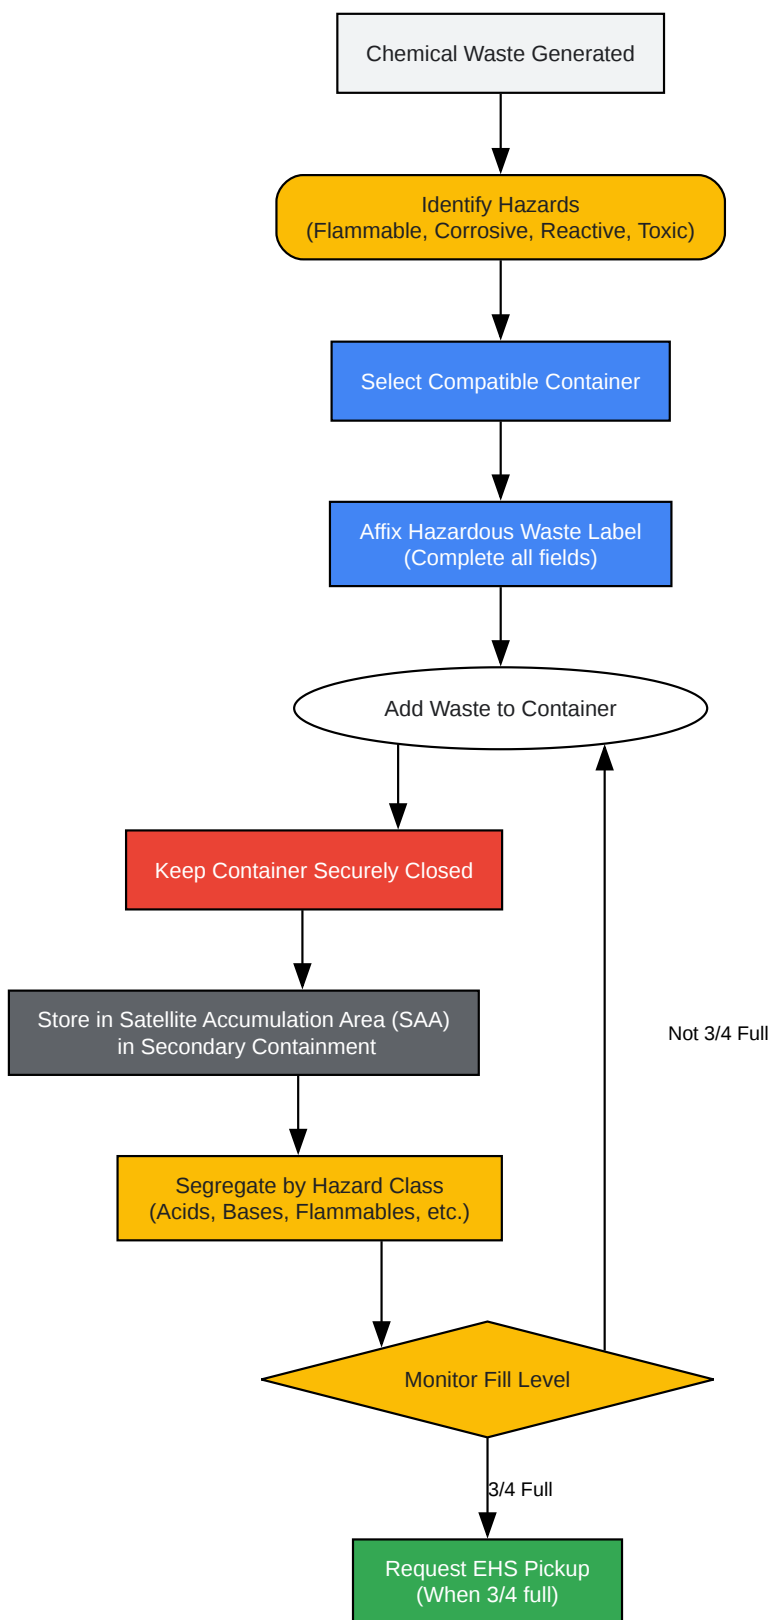 Chemical Waste Generated
Identify Hazards
(Flammable, Corrosive, Reactive, Toxic)
Select Compatible Container
Affix Hazardous Waste Label
(Complete all fields)
Add Waste to Container
Keep Container Securely Closed
Store in Satellite Accumulation Area (SAA)
in Secondary Containment
Not 3/4 Full
Segregate by Hazard Class
(Acids, Bases, Flammables, etc.)
Monitor Fill Level
3/4 Full
Request EHS Pickup
(When 3/4 full)